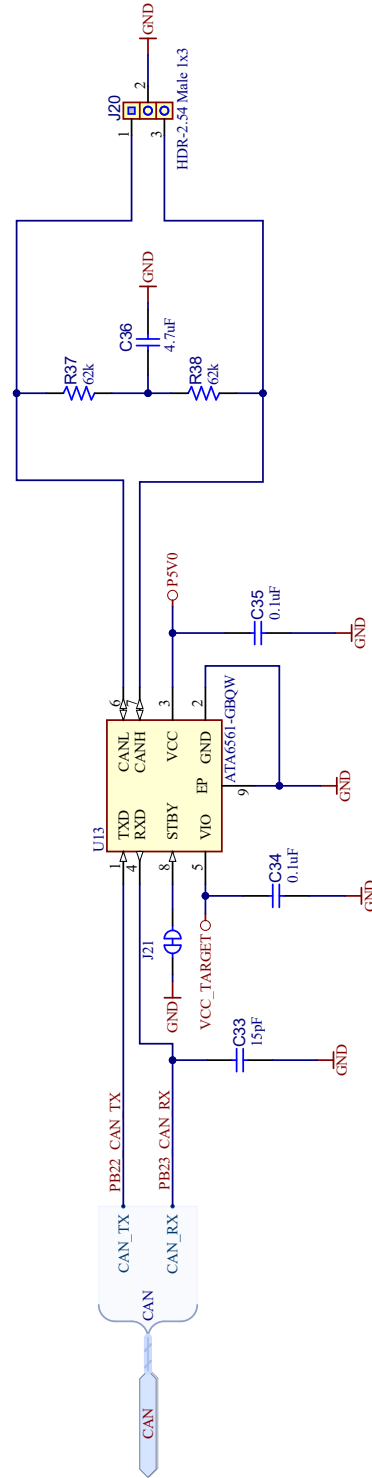 CAN
CAN
CAN_TX
CAN_RX
PB22_CAN_TX
PB23_CAN_RX
C33
15pF
GND
GND
J21
VCC_TARGET
C34
0.1uF
GND
U13
1
4
8
5
TXD
RXD
STBY
VIO
CANL
CANH
VCC
GND
EP
6
7
3
2
9
ATA6561-GBQW
GND
P5V0
C35
0.1uF
GND
R37
62k
R38
62k
C36
4.7uF
GND
J20
1
2
3
HDR-2.54 Male 1x3
GND